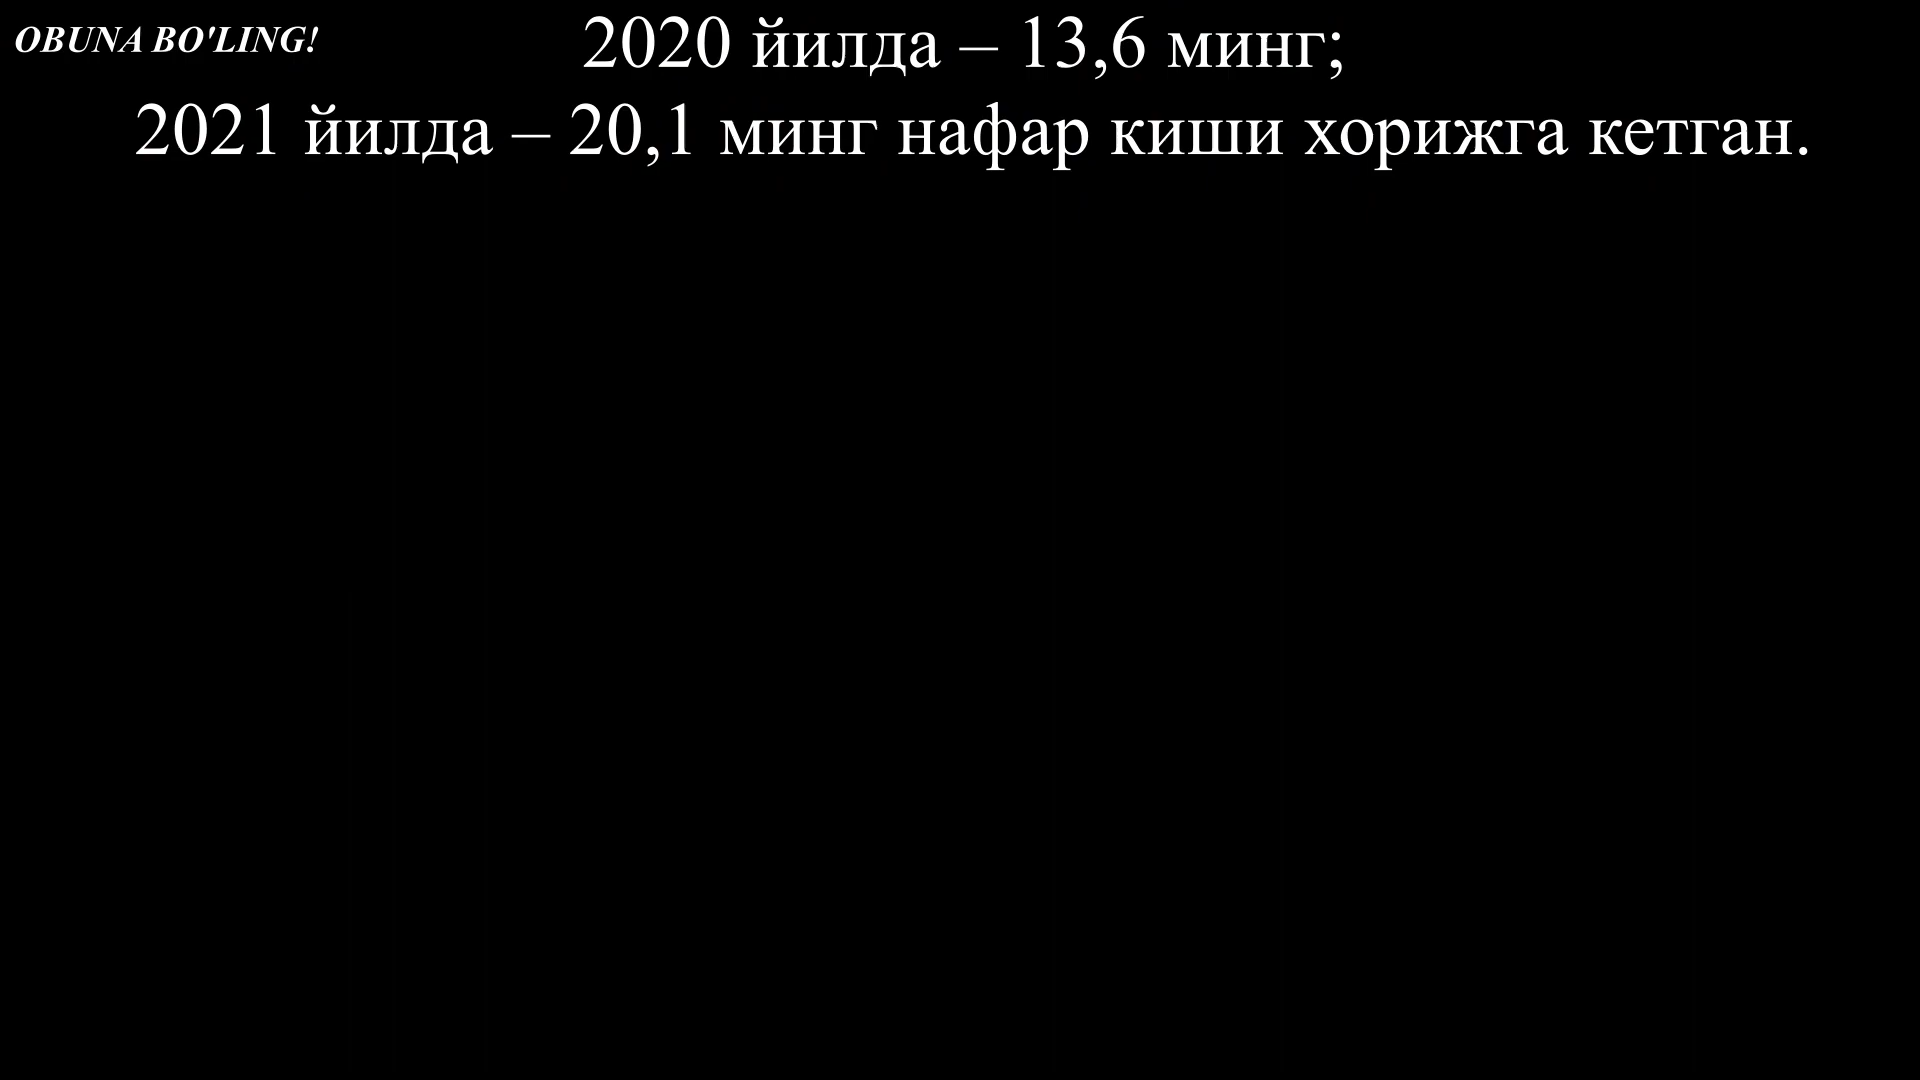 OBUNA BO'LING!
2020 йилда – 13,6 минг;
2021 йилда – 20,1 минг нафар киши хорижга кетган.